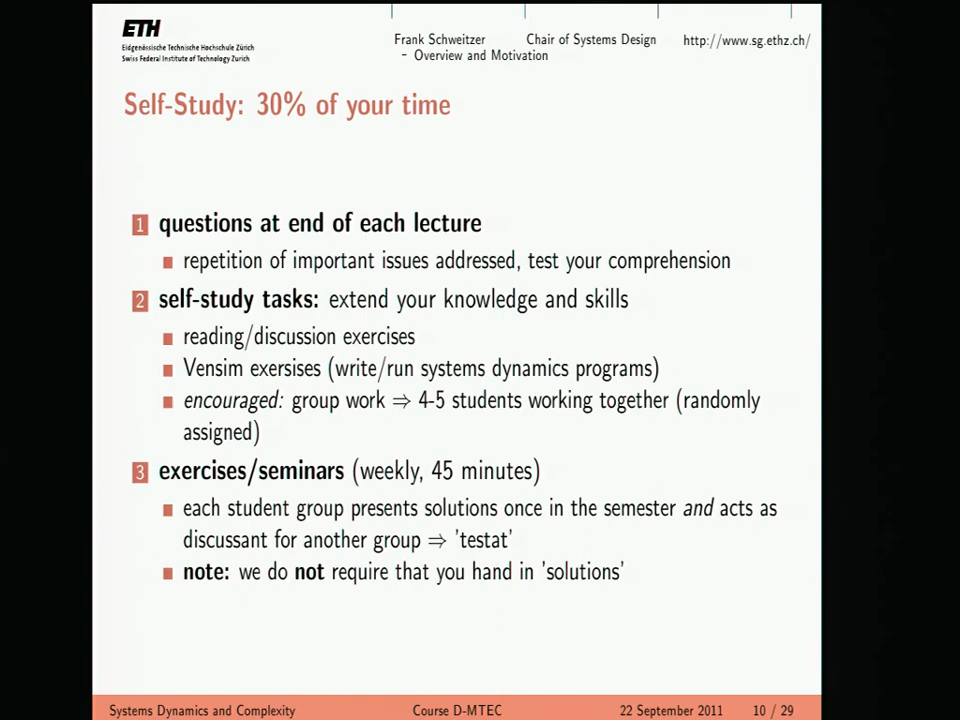 ETH
Eidgenössische Technische Hochschule Zürich
Swiss Federal Institute of Technology Zurich
Frank Schweitzer Chair of Systems Design http://www.sg.ethz.ch/
– Overview and Motivation
Self-Study: 30% of your time
1 questions at end of each lecture
■ repetition of important issues addressed, test your comprehension
2 self-study tasks: extend your knowledge and skills
■ reading/discussion exercises
■ Vensim exersises (write/run systems dynamics programs)
■ encouraged: group work ⇒ 4-5 students working together (randomly
assigned)
3 exercises/seminars (weekly, 45 minutes)
■ each student group presents solutions once in the semester and acts as
discussant for another group ⇒ 'testat'
■ note: we do not require that you hand in 'solutions'
Systems Dynamics and Complexity Course D-MTEC 22 September 2011 10 / 29